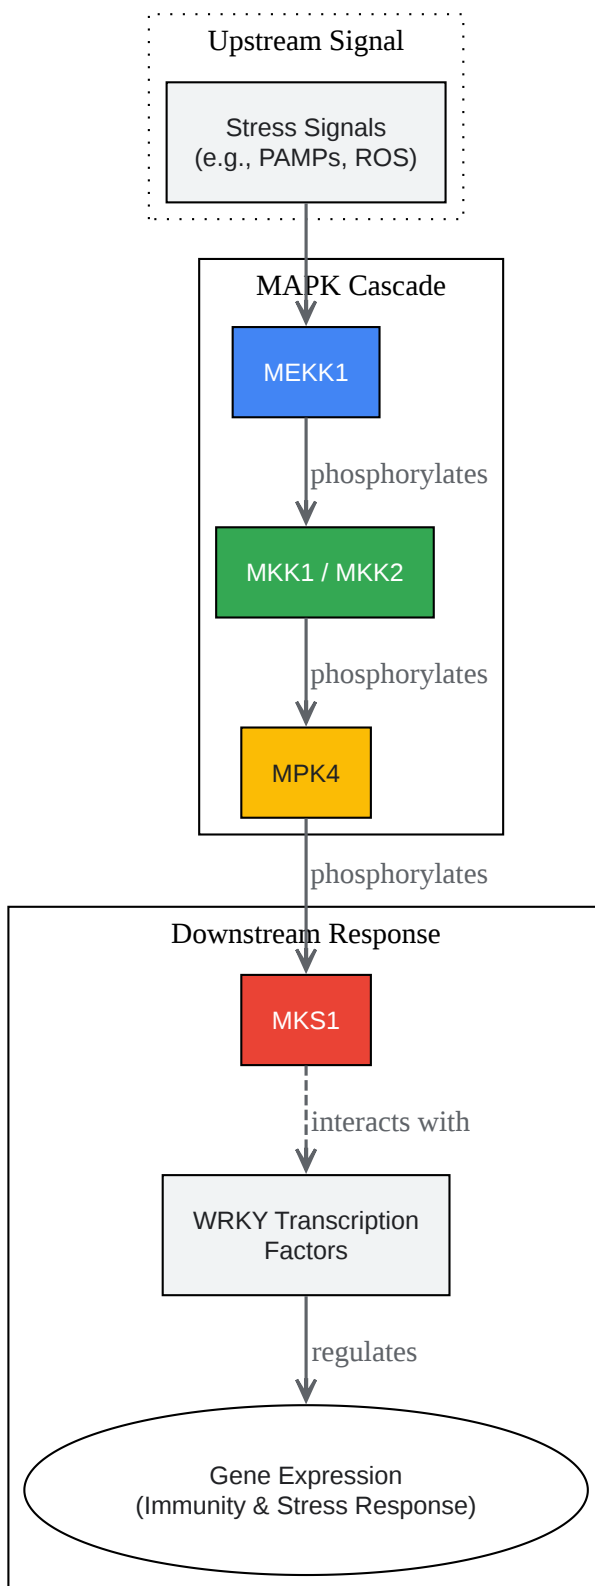 Upstream Signal
Stress Signals
(e.g., PAMPs, ROS)
MAPK Cascade
MEKK1
phosphorylates
MKK1 / MKK2
phosphorylates
MPK4
phosphorylates
Downstream Response
MKS1
interacts with
WRKY Transcription
Factors
regulates
Gene Expression
(Immunity & Stress Response)